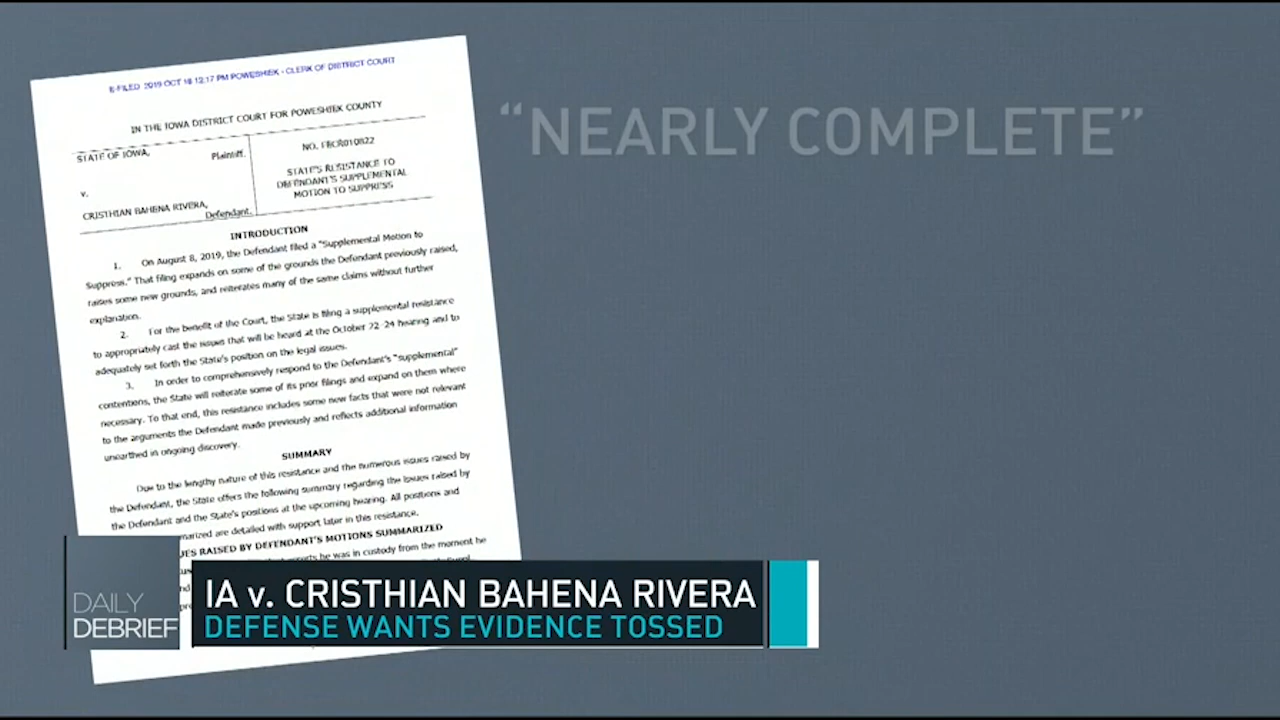 E-FILED 2019 OCT 18 12:17 PM POWESHIEK - CLERK OF DISTRICT COURT
IN THE IOWA DISTRICT COURT FOR POWESHIEK COUNTY
STATE OF IOWA,
Plaintiff,
v.
CRISTHIAN BAHENA RIVERA,
Defendant.
NO. FECR010822
STATE'S RESISTANCE TO
DEFENDANT'S SUPPLEMENTAL
MOTION TO SUPPRESS
INTRODUCTION
1. On August 8, 2019, the Defendant filed a "Supplemental Motion to
Suppress." That filing expands on some of the grounds the Defendant previously raised,
raises some new grounds, and reiterates many of the same claims without further
explanation.
2. For the benefit of the Court, the State is filing a supplemental resistance
to appropriately cast the issues that will be heard at the October 22-24 hearing and to
adequately set forth the State's position on the legal issues.
3. In order to comprehensively respond to the Defendant's "supplemental"
contentions, the State will reiterate some of its prior filings and expand on them where
necessary. To that end, this resistance includes some new facts that were not relevant
to the arguments the Defendant made previously and reflects additional information
unearthed in ongoing discovery.
SUMMARY
Due to the lengthy nature of this resistance and the numerous issues raised by
the Defendant, the State offers the following summary regarding the issues raised by
the Defendant and the State's positions at the upcoming hearing. All positions and
marized are detailed with support later in this resistance.
UES RAISED BY DEFENDANT'S MOTIONS SUMMARIZED
he was in custody from the moment he
“NEARLY COMPLETE”
DAILY
DEBRIEF
IA v. CRISTHIAN BAHENA RIVERA
DEFENSE WANTS EVIDENCE TOSSED